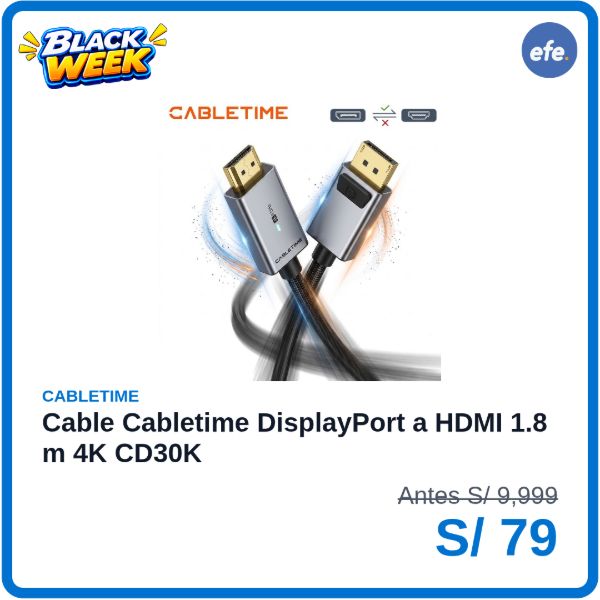 BLACK
WEEK
efe.
CABLETIME
CABLETIME
CABLETIME
Cable Cabletime DisplayPort a HDMI 1.8
m 4K CD30K
Antes S/ 9,999
S/ 79